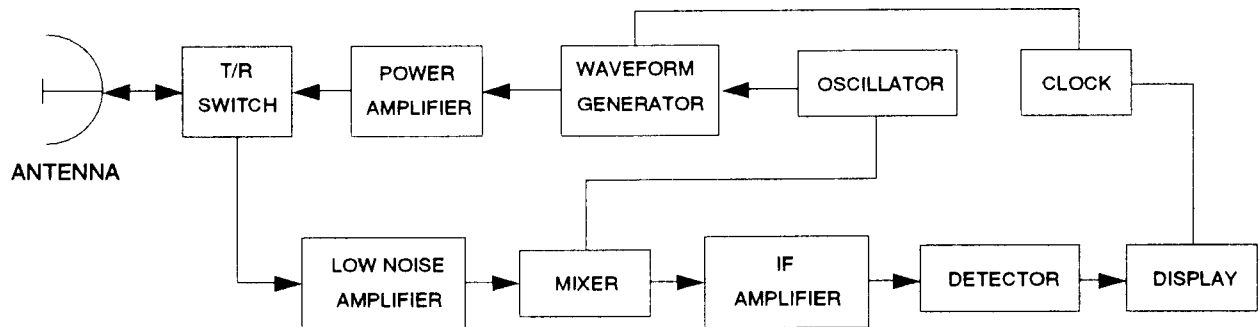 T/R
SWITCH
POWER
AMPLIFIER
WAVEFORM
GENERATOR
OSCILLATOR
CLOCK
ANTENNA
LOW NOISE
AMPLIFIER
MIXER
IF
AMPLIFIER
DETECTOR
DISPLAY